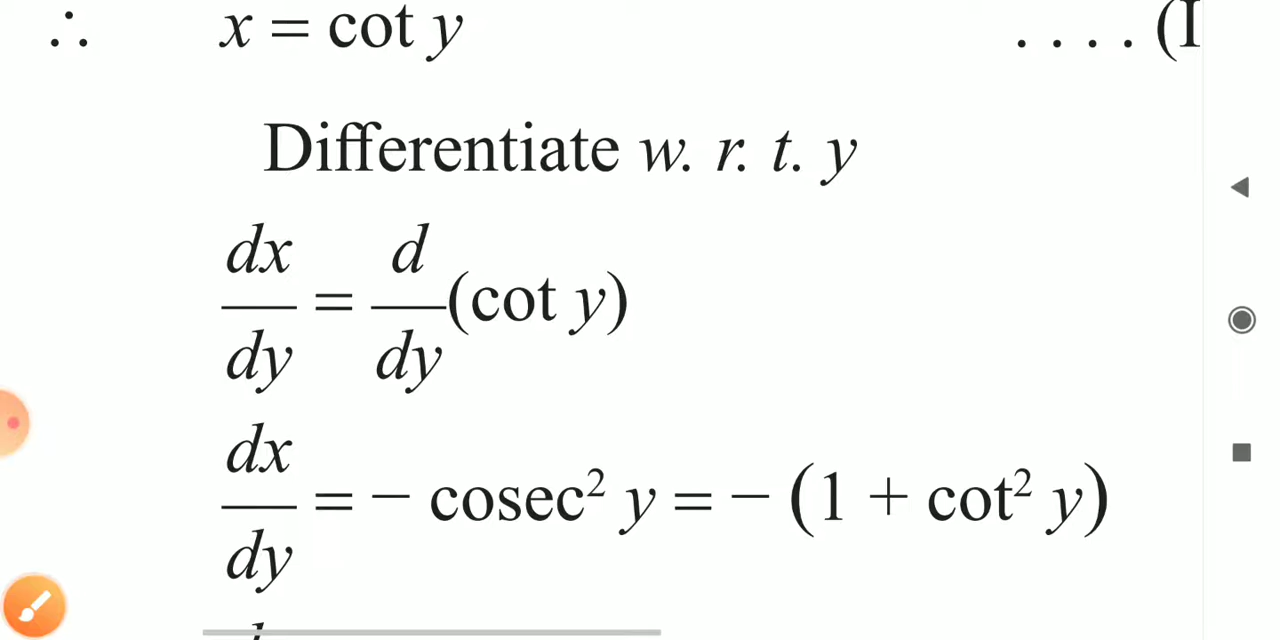 ∴ x = cot y . . . . (I
Differentiate w. r. t. y
dx/dy = d/dy (cot y)
dx/dy = − cosec² y = − (1 + cot² y)